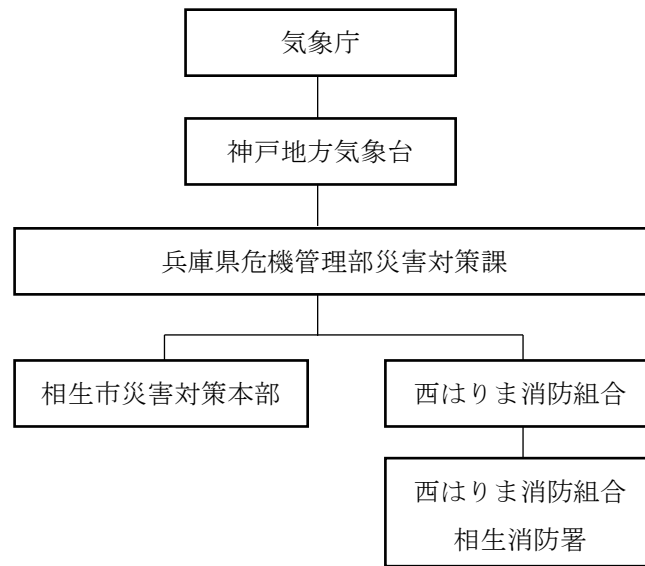 気象庁
神戸地方気象台
兵庫県危機管理部災害対策課
相生市災害対策本部
西はりま消防組合
西はりま消防組合
相生消防署